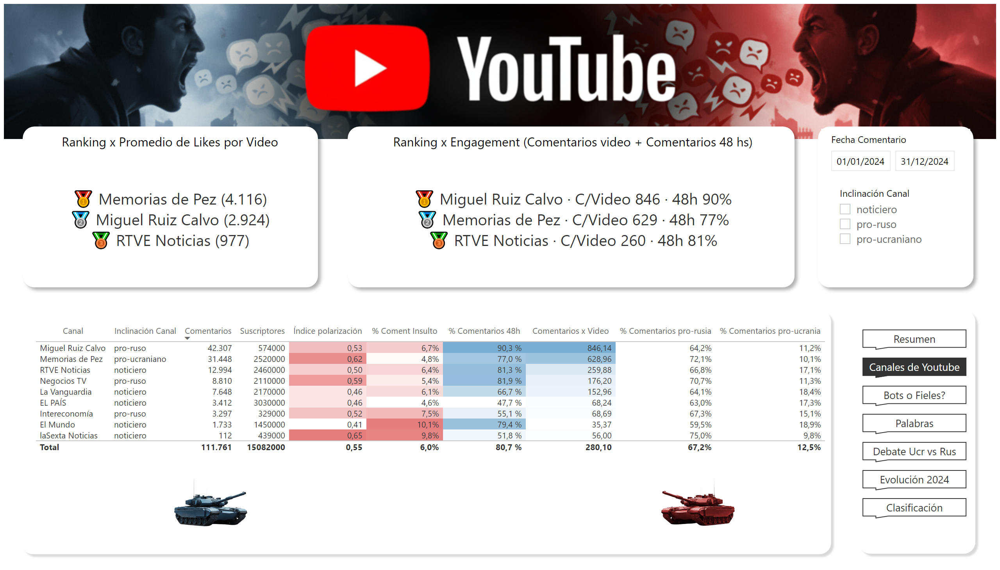 YouTube
Ranking x Promedio de Likes por Video
Memorias de Pez (4.116)
Miguel Ruiz Calvo (2.924)
RTVE Noticias (977)
Ranking x Engagement (Comentarios video + Comentarios 48 hs)
Miguel Ruiz Calvo · C/Video 846 · 48h 90%
Memorias de Pez · C/Video 629 · 48h 77%
RTVE Noticias · C/Video 260 · 48h 81%
Fecha Comentario
01/01/2024 31/12/2024
Inclinación Canal
noticiero
pro-ruso
pro-ucraniano
Canal Inclinación Canal Comentarios Suscriptores Índice polarización % Coment Insulto % Comentarios 48h Comentarios x Video % Comentarios pro-rusia % Comentarios pro-ucrania
Miguel Ruiz Calvo pro-ruso 42.307 574000 0,53 6,7% 90,3 % 846,14 64,2% 11,2%
Memorias de Pez pro-ucraniano 31.448 2520000 0,62 4,8% 77,0 % 628,96 72,1% 10,1%
RTVE Noticias noticiero 12.994 2460000 0,50 6,4% 81,3 % 259,88 66,8% 17,1%
Negocios TV pro-ruso 8.810 2110000 0,59 5,4% 81,9 % 176,20 70,7% 11,3%
La Vanguardia noticiero 7.648 2170000 0,46 6,1% 66,7 % 152,96 64,1% 18,4%
EL PAÍS noticiero 3.412 3030000 0,46 4,6% 47,7 % 68,24 63,0% 17,3%
Intereconomía pro-ruso 3.297 329000 0,52 7,5% 55,1 % 68,69 67,3% 15,1%
El Mundo noticiero 1.733 1450000 0,41 10,1% 79,4 % 35,37 59,5% 18,9%
laSexta Noticias noticiero 112 439000 0,65 9,8% 51,8 % 56,00 75,0% 9,8%
Total 111.761 15082000 0,55 6,0% 80,7 % 280,10 67,2% 12,5%
Resumen
Canales de Youtube
Bots o Fieles?
Palabras
Debate Ucr vs Rus
Evolución 2024
Clasificación